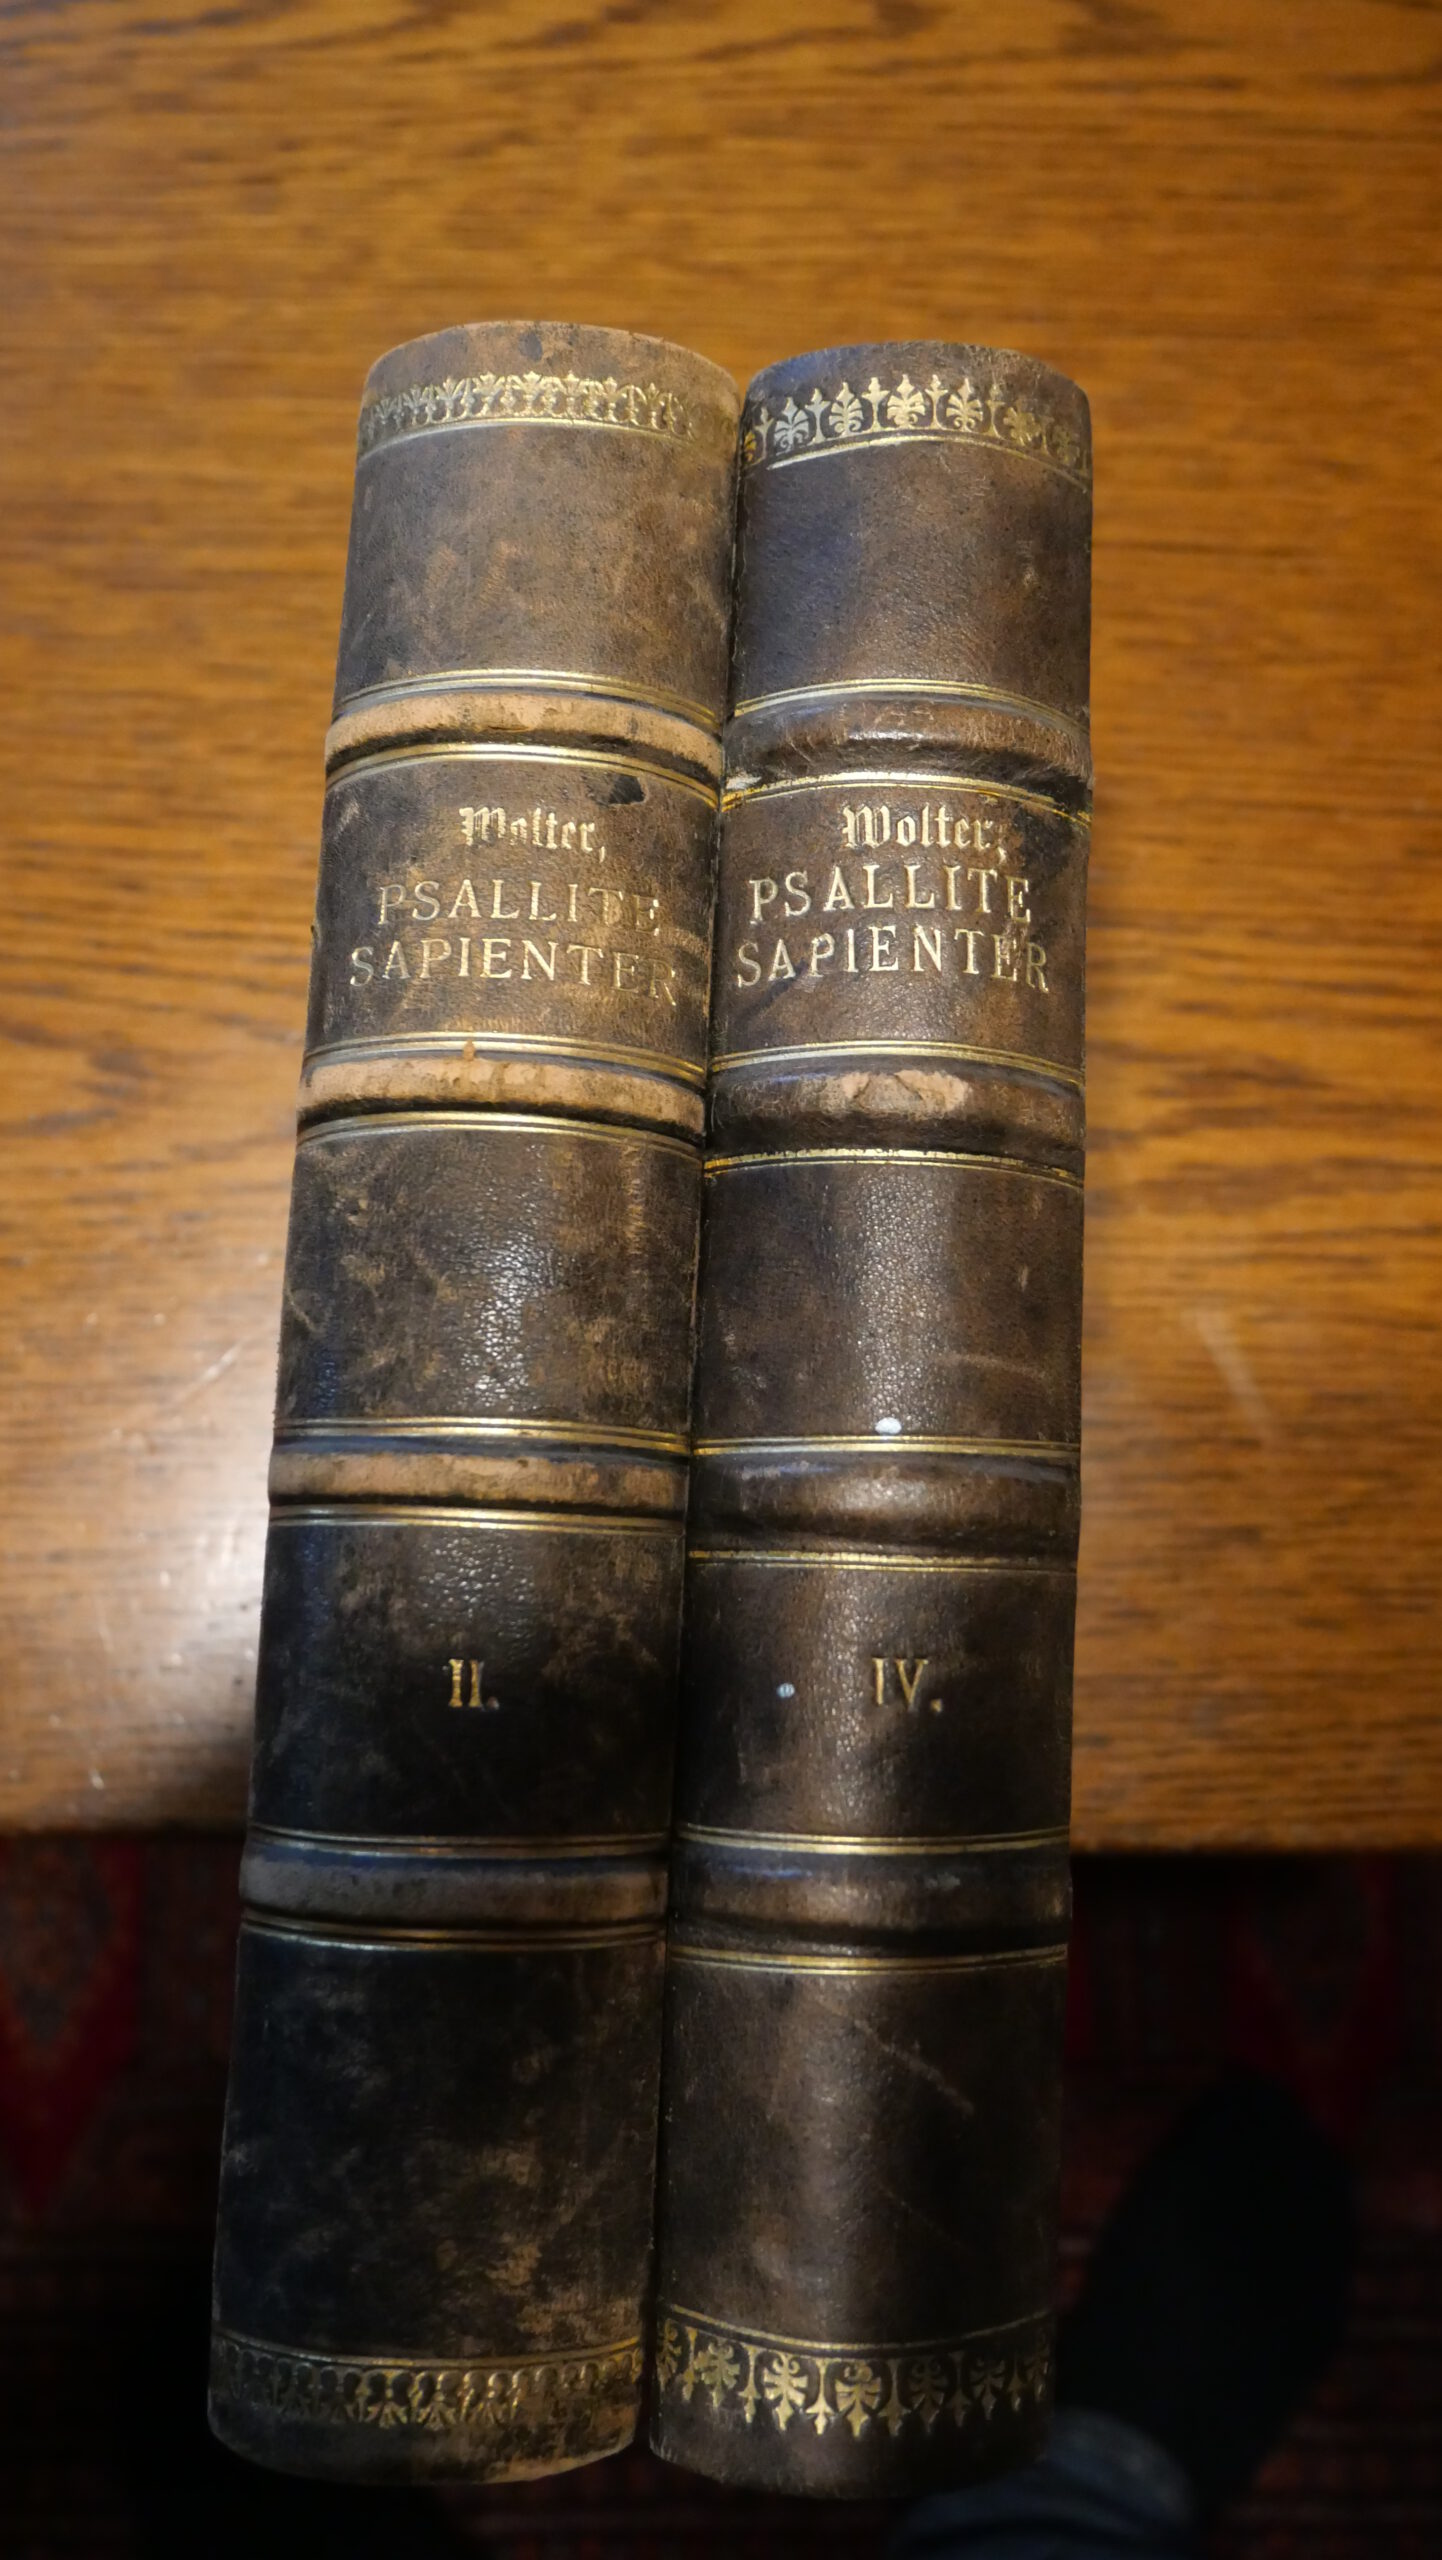 Wolter,
PSALLITE
SAPIENTER
II.
Wolter,
PSALLITE
SAPIENTER
IV.